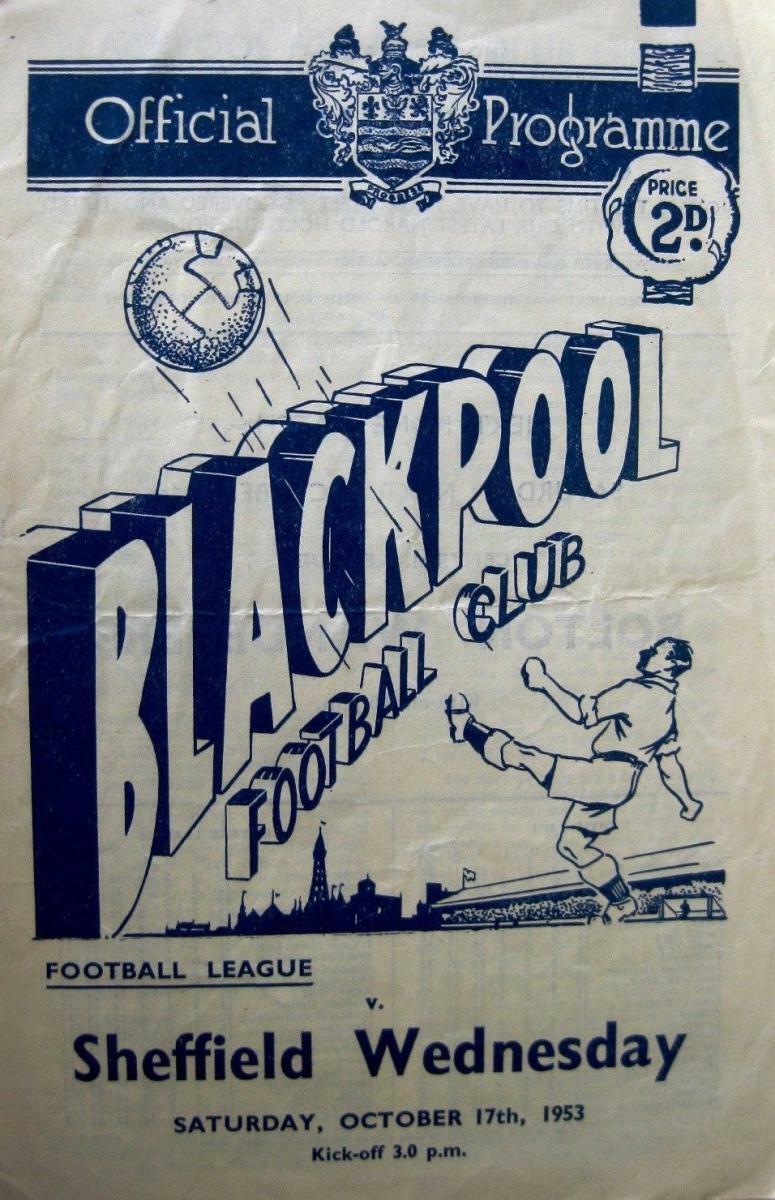 Official Programme
PROGRESS
PRICE
2D.
BLACKPOOL
FOOTBALL CLUB
FOOTBALL LEAGUE
v.
Sheffield Wednesday
SATURDAY, OCTOBER 17th, 1953
Kick-off 3.0 p.m.